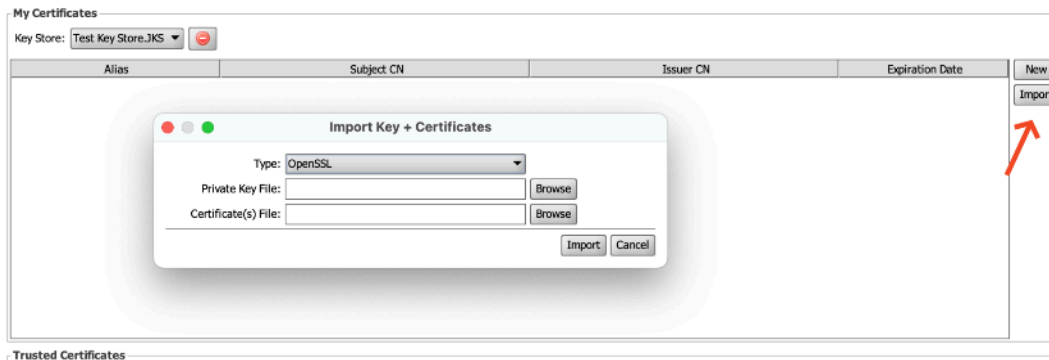 My Certificates
Key Store: Test Key Store.JKS
Alias Subject CN Issuer CN Expiration Date New
Impor
Import Key + Certificates
Type: OpenSSL
Private Key File: Browse
Certificate(s) File: Browse
Import Cancel
Trusted Certificates